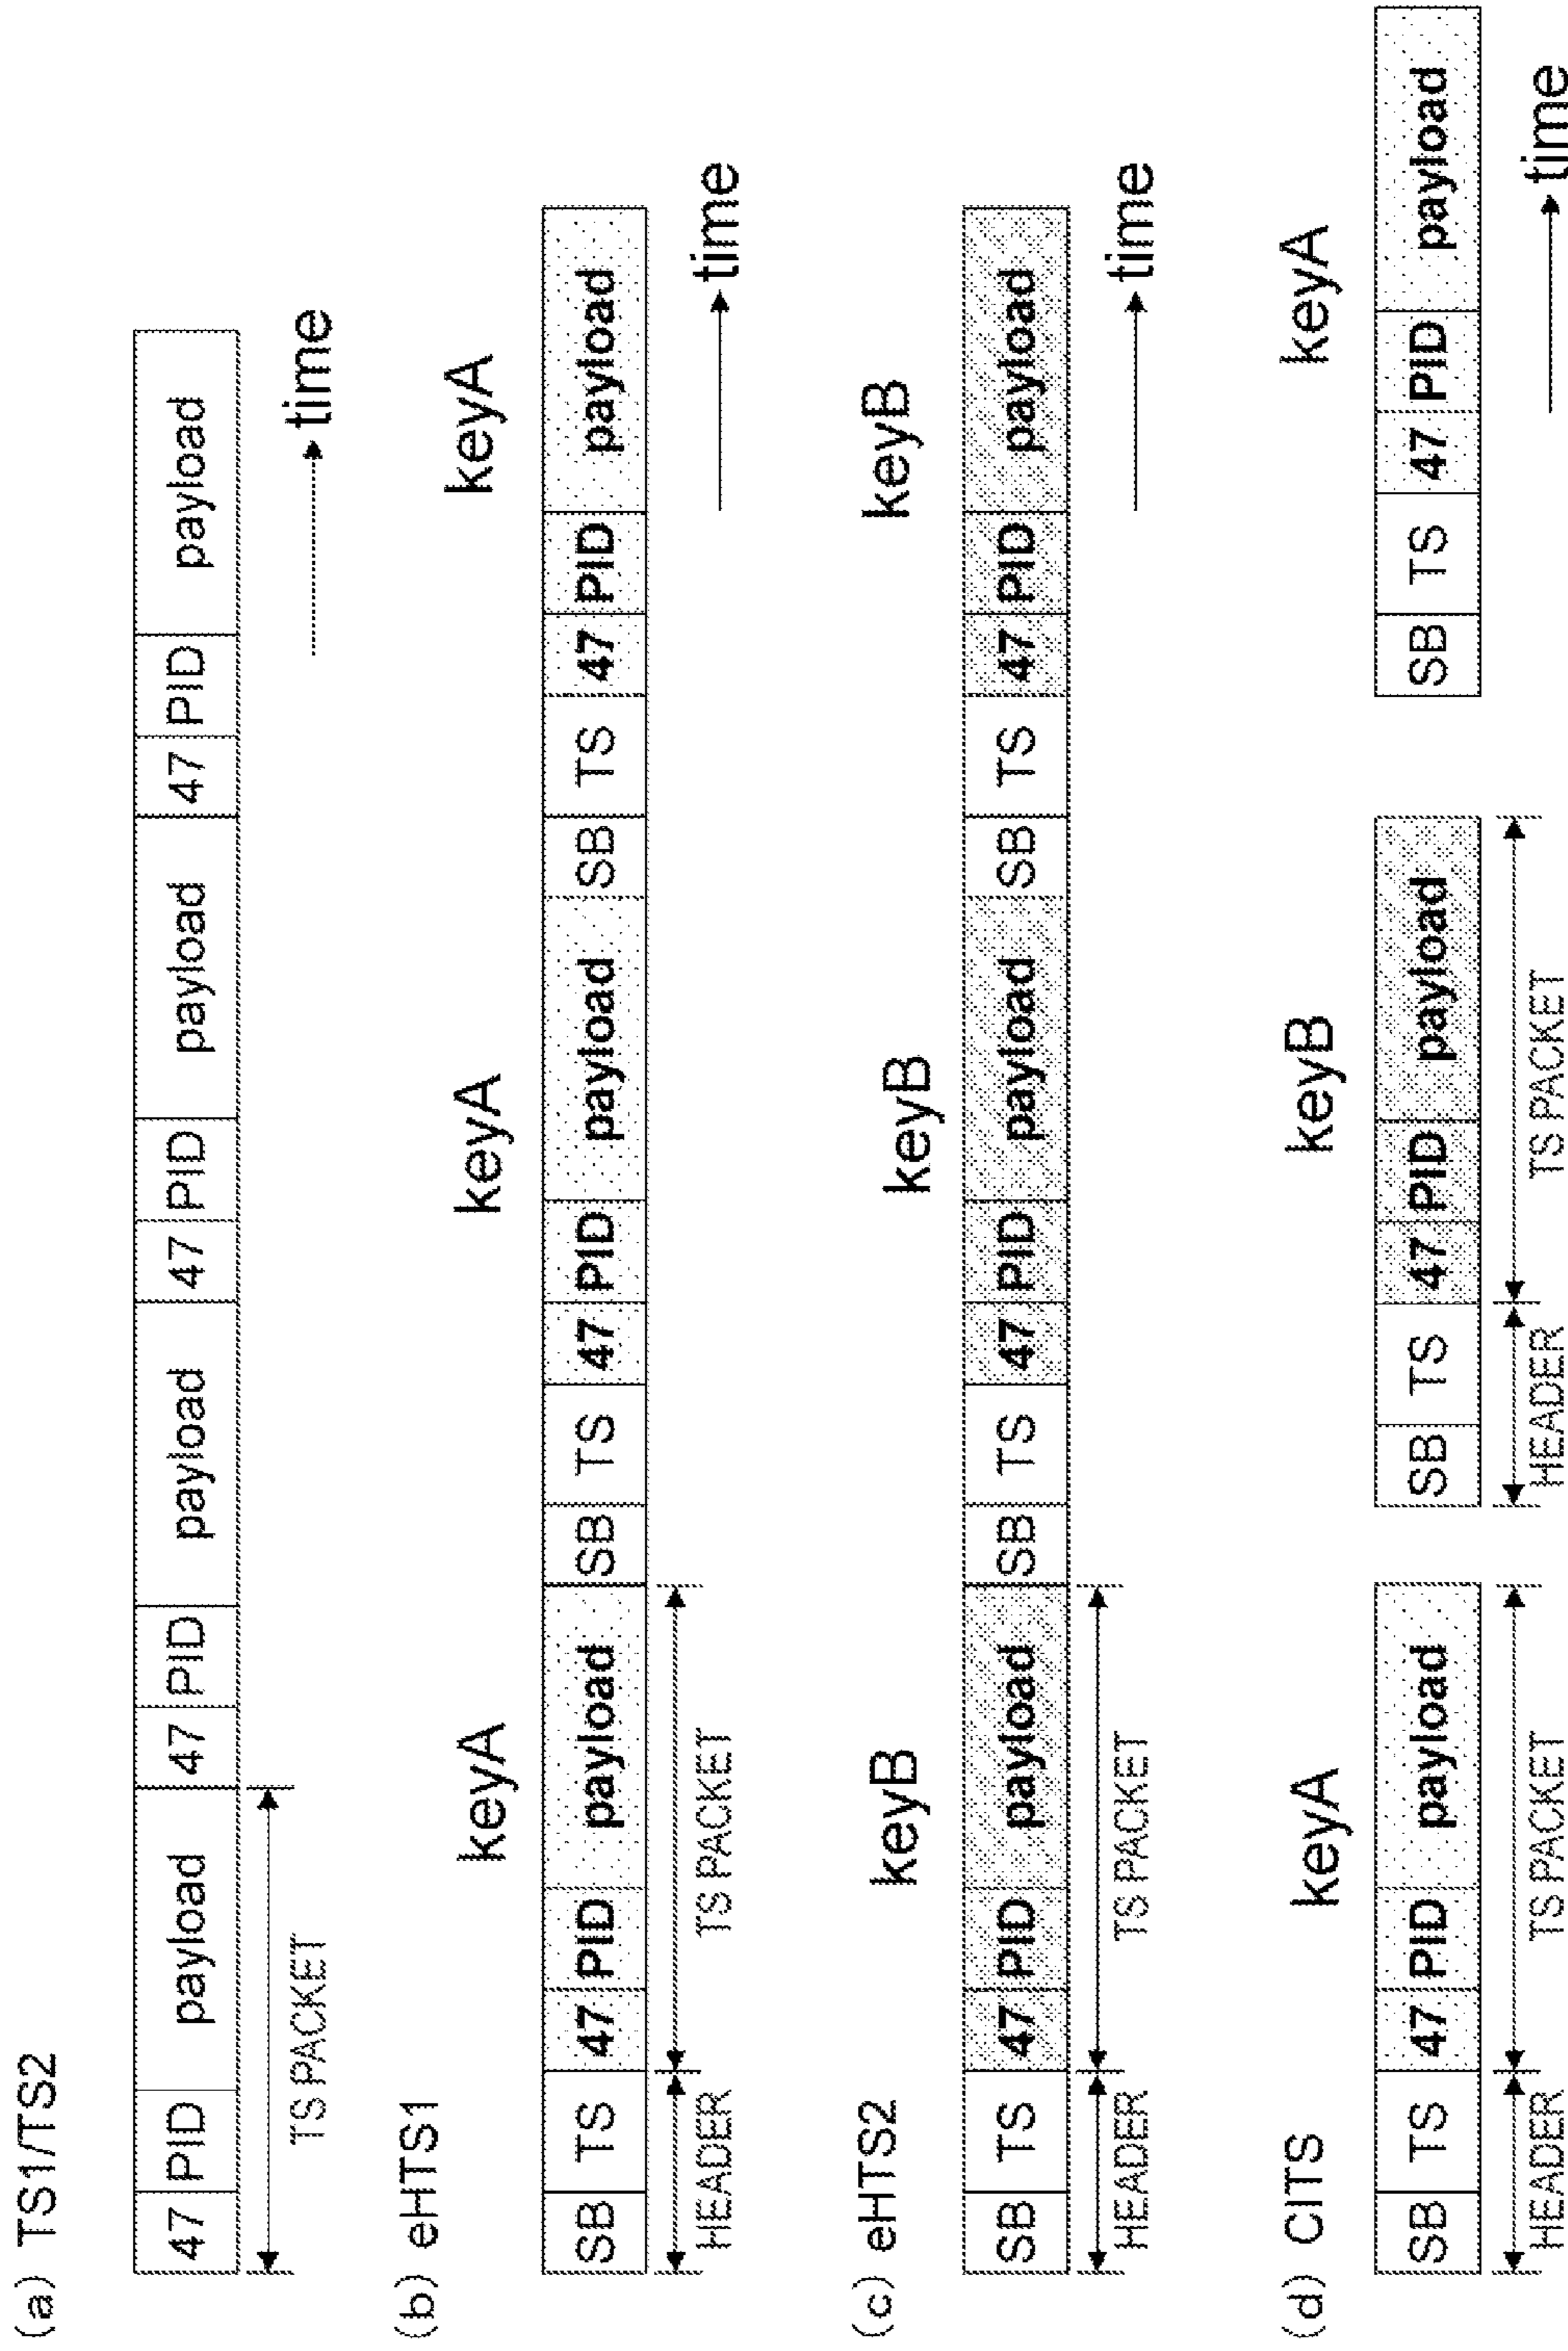 (a) TS1/TS2
47 PID payload 47 PID payload 47 PID payload 47 PID payload
TS PACKET
time
(b) eHTS1
keyA keyA keyA
SB TS 47 PID payload SB TS 47 PID payload SB TS 47 PID payload
HEADER TS PACKET
time
(c) eHTS2
keyB keyB keyB
SB TS 47 PID payload SB TS 47 PID payload SB TS 47 PID payload
HEADER TS PACKET
time
(d) CITS
keyA keyB keyA
SB TS 47 PID payload SB TS 47 PID payload SB TS 47 PID payload
HEADER TS PACKET HEADER TS PACKET
time